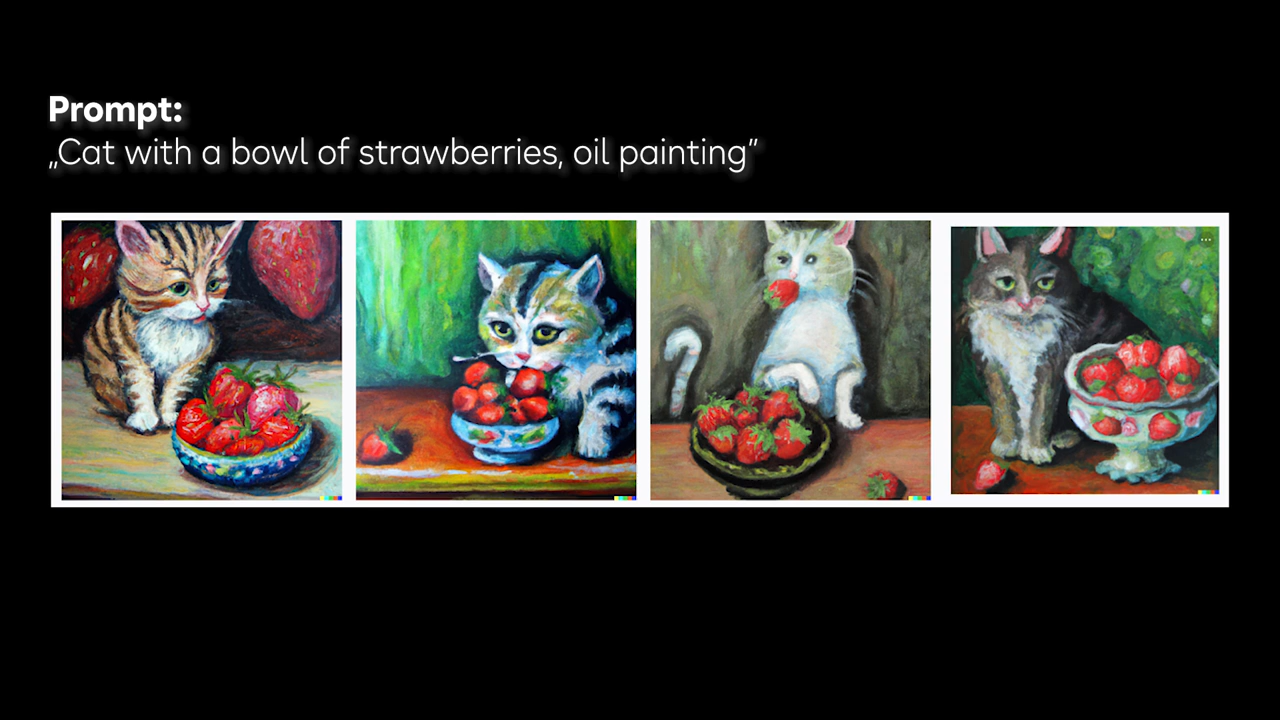 Prompt:
„Cat with a bowl of strawberries, oil painting”